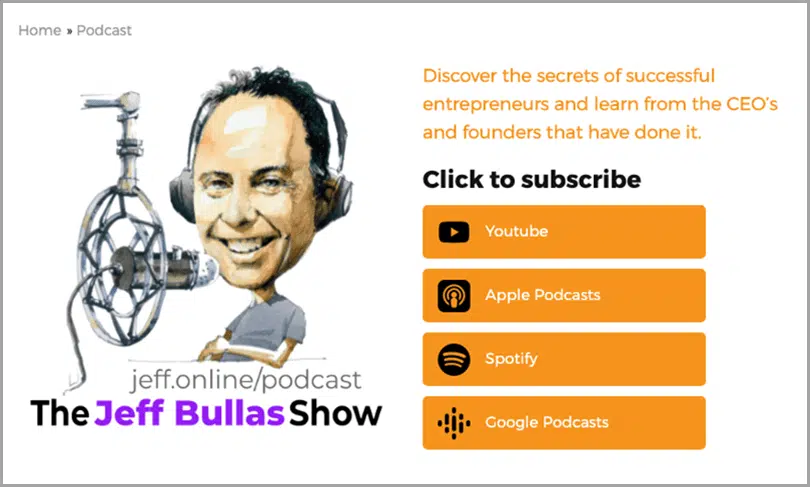 Home » Podcast
Discover the secrets of successful
entrepreneurs and learn from the CEO's
and founders that have done it.
Click to subscribe
Youtube
Apple Podcasts
Spotify
Google Podcasts
jeff.online/podcast
The Jeff Bullas Show